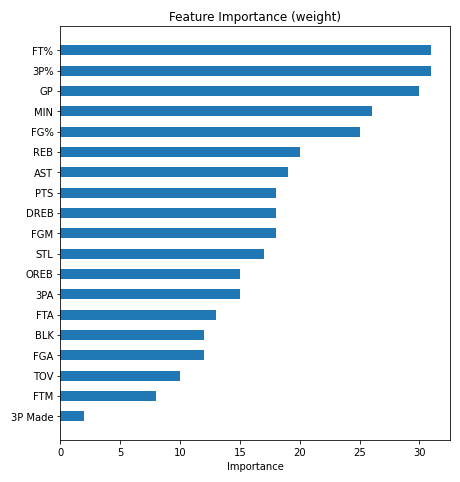 Feature Importance (weight)
FT%
3P%
GP
MIN
FG%
REB
AST
PTS
DREB
FGM
STL
OREB
3PA
FTA
BLK
FGA
TOV
FTM
3P Made
0 5 10 15 20 25 30
Importance